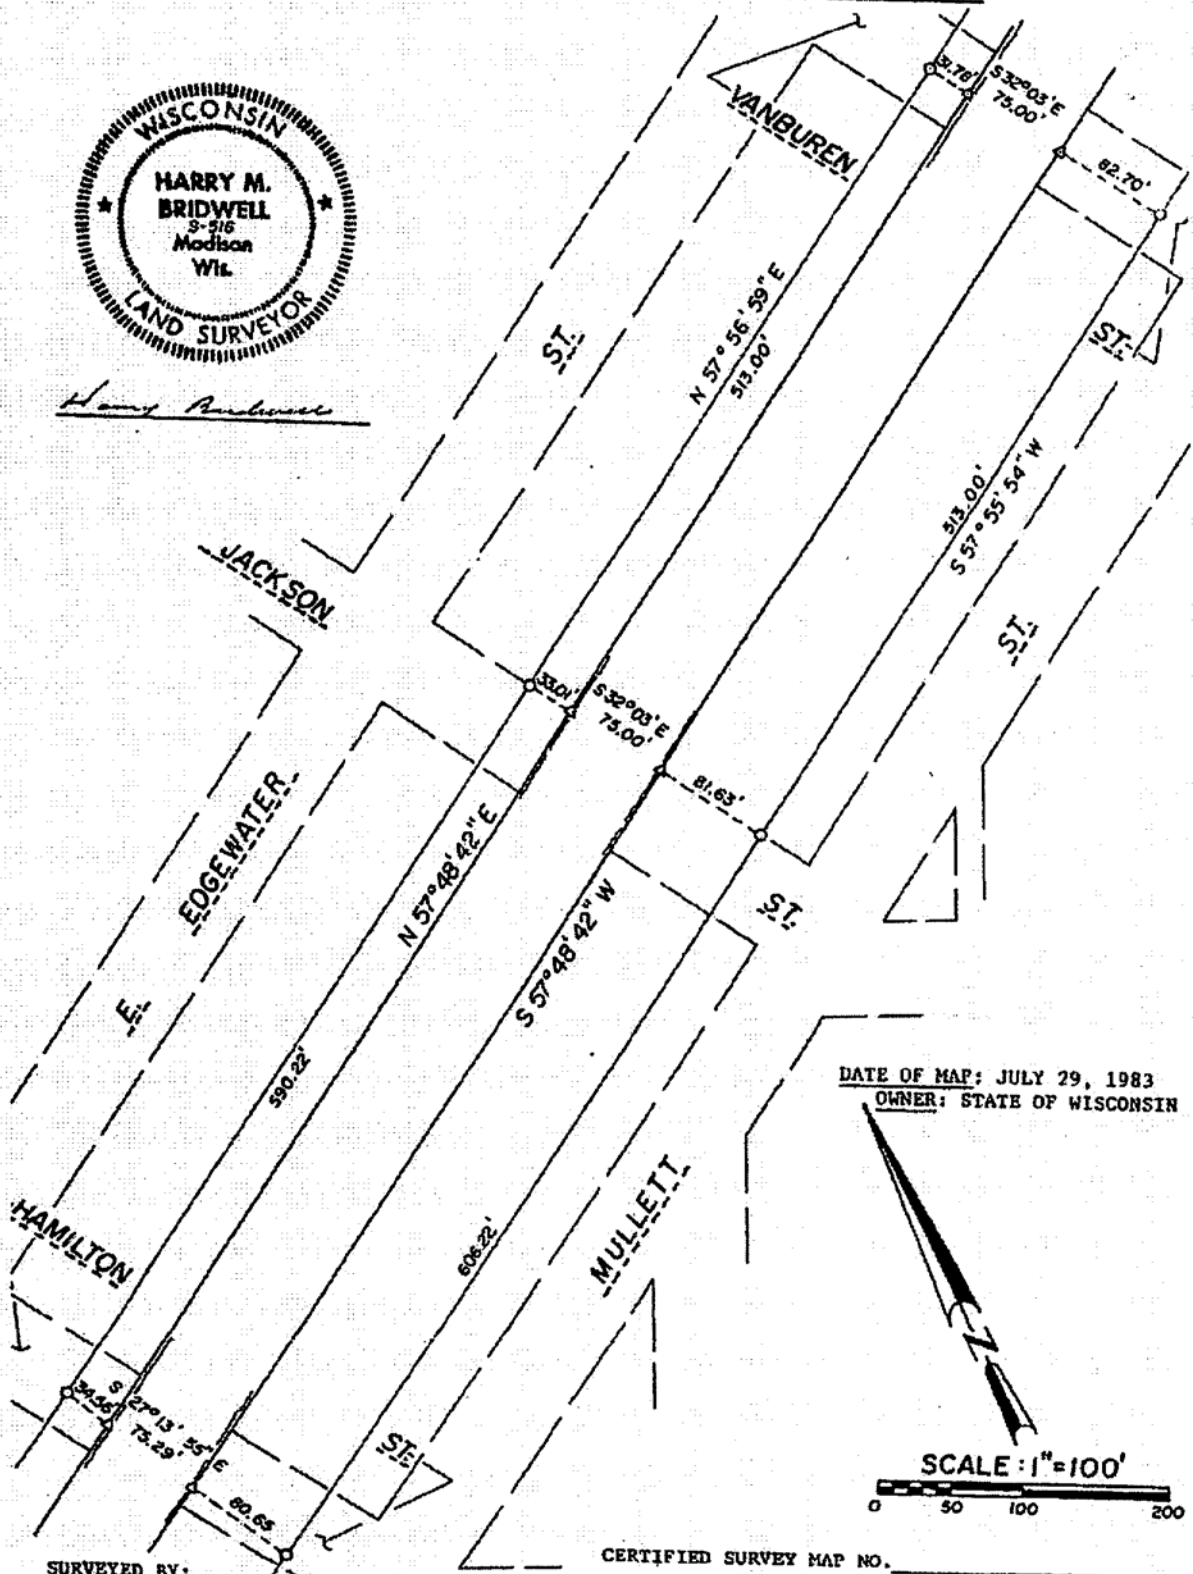 WISCONSIN
HARRY M.
BRIDWELL
S-516
Madison
Wis.
LAND SURVEYOR
VANBUREN
31.78'
S 32°03' E
75.00'
82.70'
ST.
ST.
N 57° 56' 59" E
513.00'
513.00'
S 57° 55' 54" W
JACKSON
ST.
33.01'
S 32°03' E
75.00'
81.63'
EDGEWATER
E.
N 57°48'42" E
S 57°48'42" W
ST.
590.22'
606.22'
DATE OF MAP: JULY 29, 1983
OWNER: STATE OF WISCONSIN
MULLETT
HAMILTON
34.56'
S 27°13' 55" E
75.29'
80.65
ST.
N
SCALE : 1"=100'
0 50 100 200
SURVEYED BY:
CERTIFIED SURVEY MAP NO.